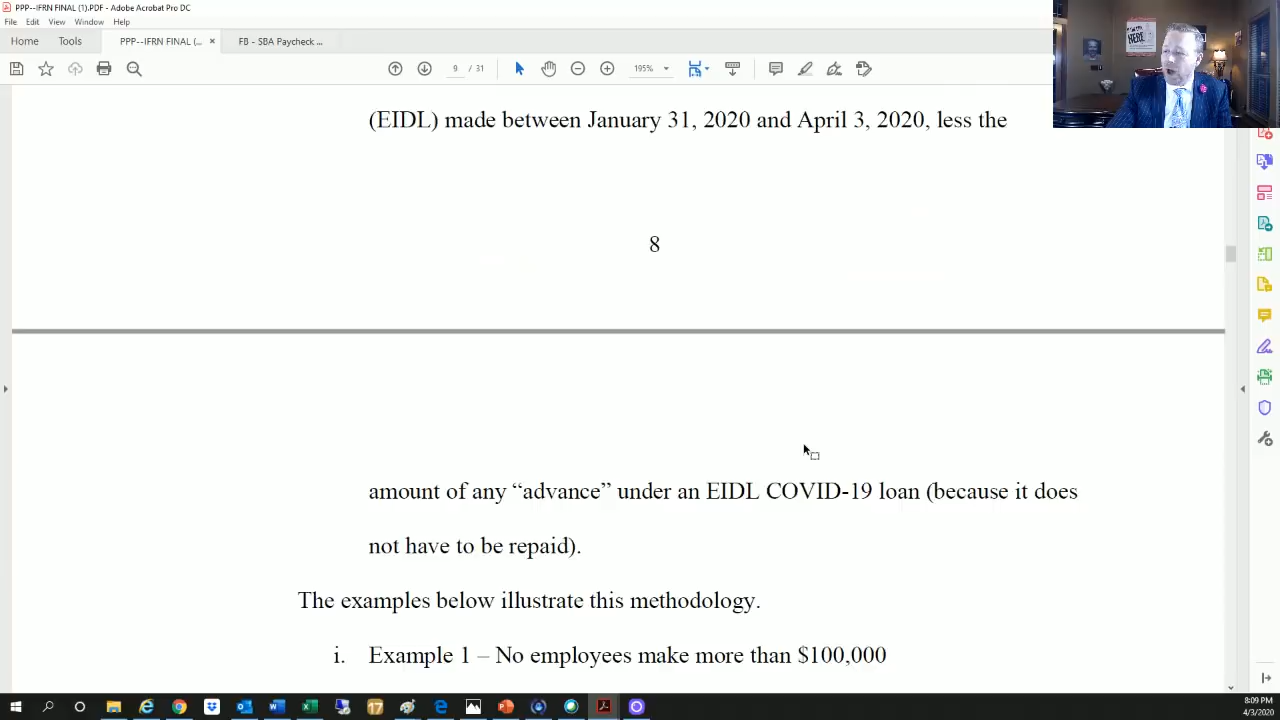 PPP--IFRN FINAL (1).PDF - Adobe Acrobat Pro DC
File Edit View Window Help
Home Tools PPP--IFRN FINAL (... × FB - SBA Paycheck ...
9 / 31 195%
HERE
(EIDL) made between January 31, 2020 and April 3, 2020, less the
8
amount of any “advance” under an EIDL COVID-19 loan (because it does
not have to be repaid).
The examples below illustrate this methodology.
i. Example 1 – No employees make more than $100,000
17
8:09 PM
4/3/2020